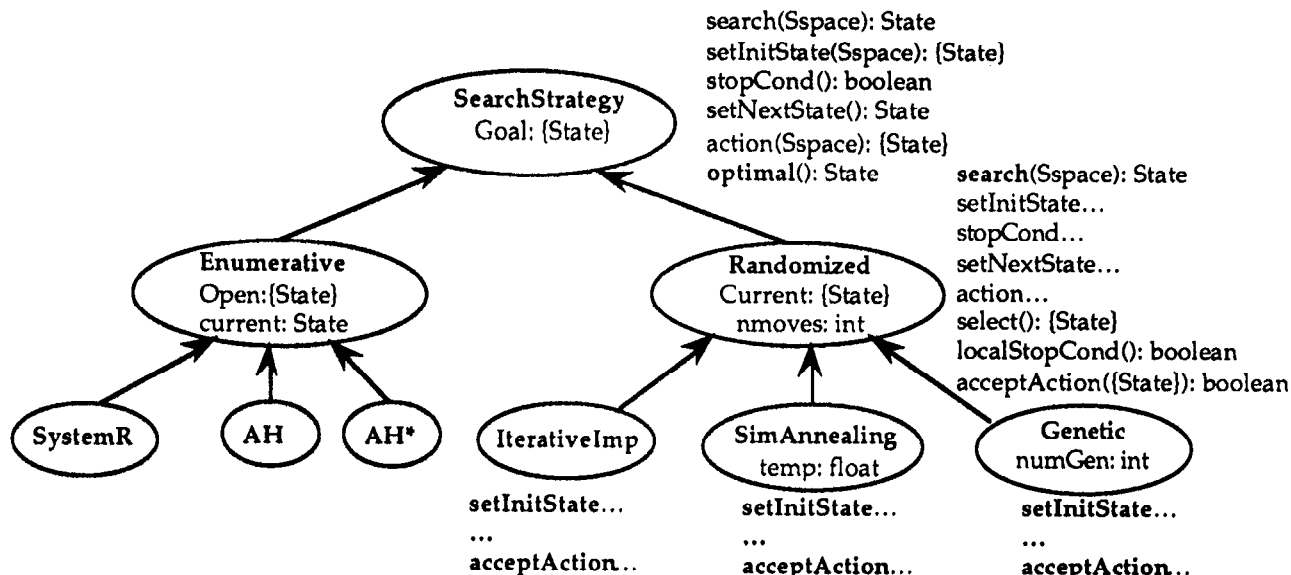 search(Sspace): State
setInitState(Sspace): {State}
stopCond(): boolean
setNextState(): State
action(Sspace): {State}
optimal(): State
SearchStrategy
Goal: {State}
search(Sspace): State
setInitState...
stopCond...
setNextState...
action...
select(): {State}
localStopCond(): boolean
acceptAction({State}): boolean
Enumerative
Open:{State}
current: State
Randomized
Current: {State}
nmoves: int
SystemR
AH
AH*
IterativeImp
SimAnnealing
temp: float
Genetic
numGen: int
setInitState...
...
acceptAction...
setInitState...
...
acceptAction...
setInitState...
...
acceptAction...